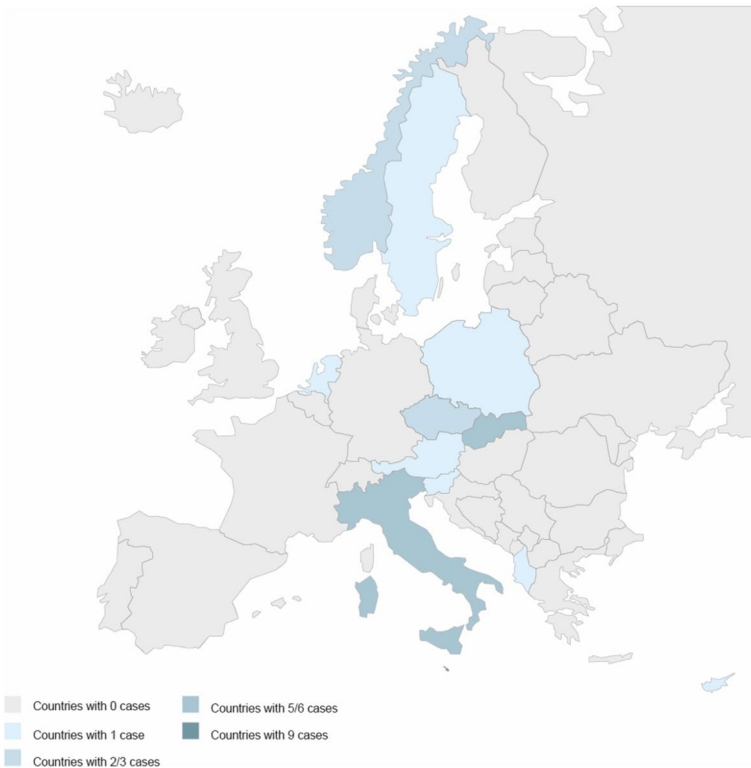 Countries with 0 cases
Countries with 1 case
Countries with 2/3 cases
Countries with 5/6 cases
Countries with 9 cases